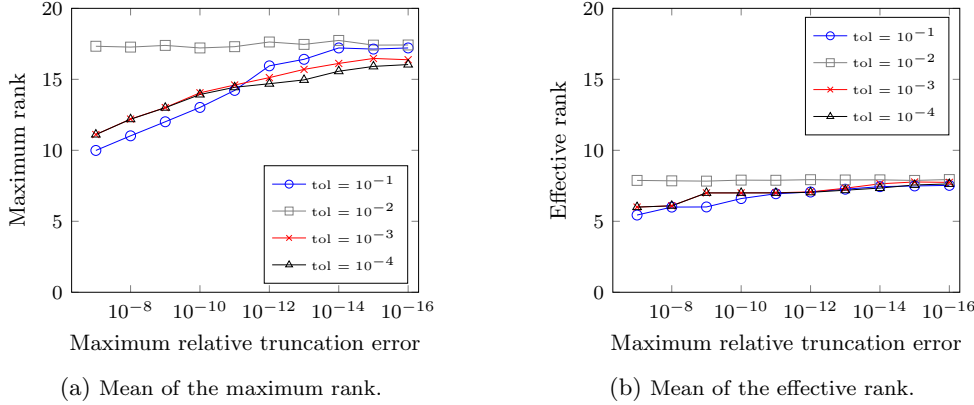 20
15
10
5
0
Maximum rank
tol = 10^{-1}
tol = 10^{-2}
tol = 10^{-3}
tol = 10^{-4}
10^{-8} 10^{-10} 10^{-12} 10^{-14} 10^{-16}
Maximum relative truncation error
(a) Mean of the maximum rank.
20
15
10
5
0
Effective rank
tol = 10^{-1}
tol = 10^{-2}
tol = 10^{-3}
tol = 10^{-4}
10^{-8} 10^{-10} 10^{-12} 10^{-14} 10^{-16}
Maximum relative truncation error
(b) Mean of the effective rank.